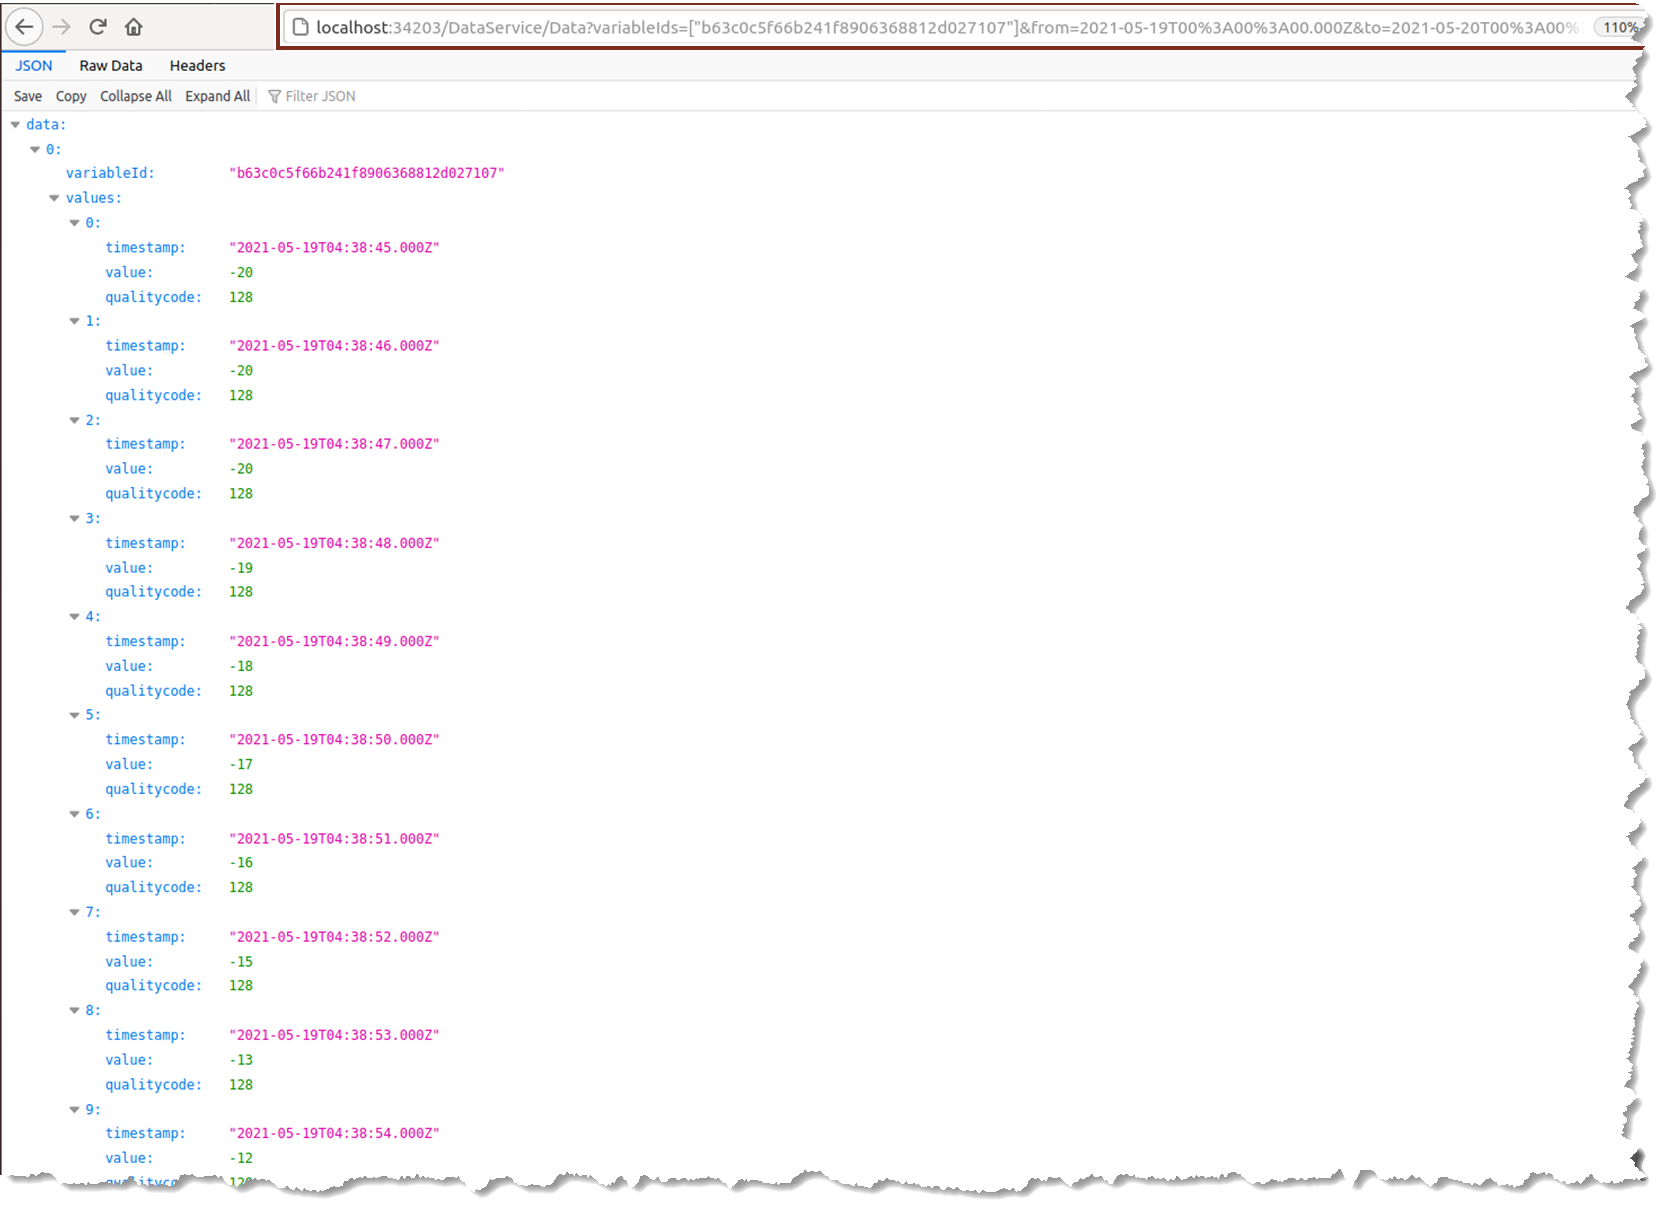 localhost:34203/DataService/Data?variableIds=["b63c0c5f66b241f8906368812d027107"]&from=2021-05-19T00%3A00%3A00.000Z&to=2021-05-20T00%3A00% 110%
JSON Raw Data Headers
Save Copy Collapse All Expand All Filter JSON
data:
0:
variableId: "b63c0c5f66b241f8906368812d027107"
values:
0:
timestamp: "2021-05-19T04:38:45.000Z"
value: -20
qualitycode: 128
1:
timestamp: "2021-05-19T04:38:46.000Z"
value: -20
qualitycode: 128
2:
timestamp: "2021-05-19T04:38:47.000Z"
value: -20
qualitycode: 128
3:
timestamp: "2021-05-19T04:38:48.000Z"
value: -19
qualitycode: 128
4:
timestamp: "2021-05-19T04:38:49.000Z"
value: -18
qualitycode: 128
5:
timestamp: "2021-05-19T04:38:50.000Z"
value: -17
qualitycode: 128
6:
timestamp: "2021-05-19T04:38:51.000Z"
value: -16
qualitycode: 128
7:
timestamp: "2021-05-19T04:38:52.000Z"
value: -15
qualitycode: 128
8:
timestamp: "2021-05-19T04:38:53.000Z"
value: -13
qualitycode: 128
9:
timestamp: "2021-05-19T04:38:54.000Z"
value: -12